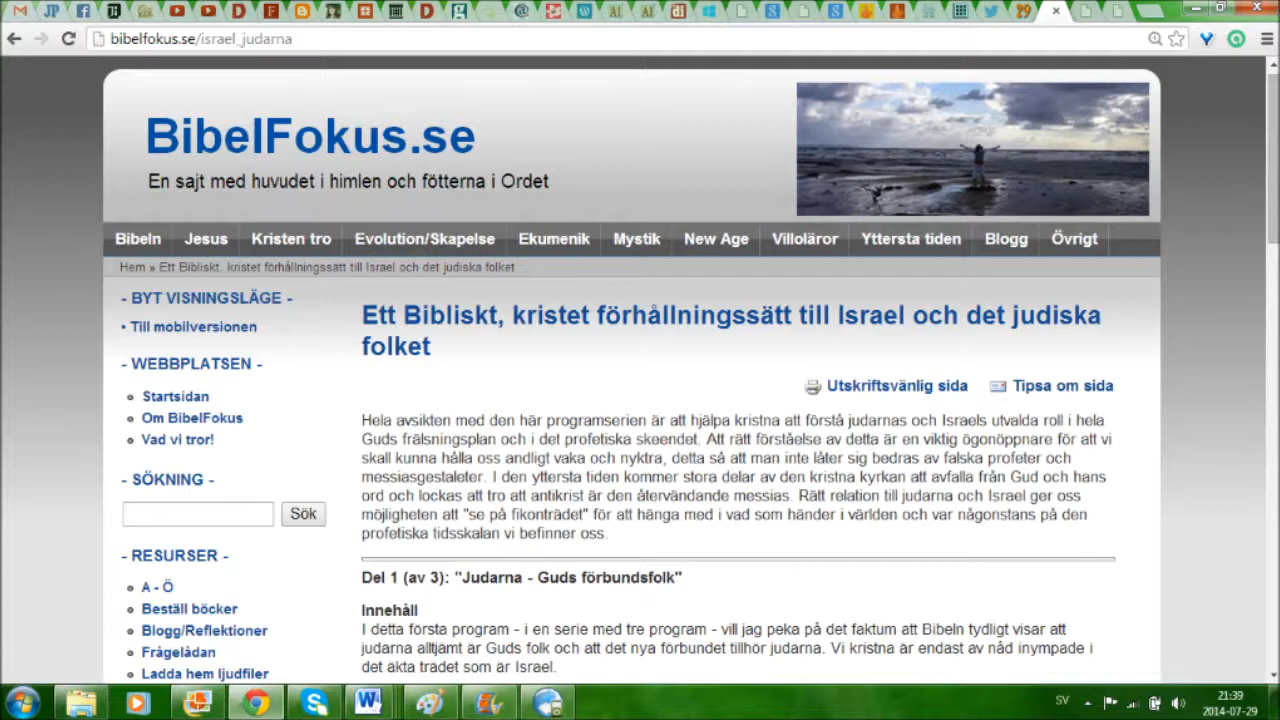 bibelfokus.se/israel_judarna
BibelFokus.se
En sajt med huvudet i himlen och fötterna i Ordet
Bibeln Jesus Kristen tro Evolution/Skapelse Ekumenik Mystik New Age Villoläror Yttersta tiden Blogg Övrigt
Hem » Ett Bibliskt, kristet förhållningssätt till Israel och det judiska folket
- BYT VISNINGSLÄGE -
• Till mobilversionen
- WEBBPLATSEN -
Startsidan
Om BibelFokus
Vad vi tror!
- SÖKNING -
Sök
- RESURSER -
A - Ö
Beställ böcker
Blogg/Reflektioner
Frågelådan
Ladda hem ljudfiler
Ett Bibliskt, kristet förhållningssätt till Israel och det judiska
folket
Utskriftsvänlig sida Tipsa om sida
Hela avsikten med den här programserien är att hjälpa kristna att förstå judarnas och Israels utvalda roll i hela
Guds frälsningsplan och i det profetiska skeendet. Att rätt förståelse av detta är en viktig ögonöppnare för att vi
skall kunna hålla oss andligt vaka och nyktra, detta så att man inte låter sig bedras av falska profeter och
messiasgestaleter. I den yttersta tiden kommer stora delar av den kristna kyrkan att avfalla från Gud och hans
ord och lockas att tro att antikrist är den återvändande messias. Rätt relation till judarna och Israel ger oss
möjligheten att "se på fikonträdet" för att hänga med i vad som händer i världen och var någonstans på den
profetiska tidsskalan vi befinner oss.
Del 1 (av 3): "Judarna - Guds förbundsfolk"
Innehåll
I detta första program - i en serie med tre program - vill jag peka på det faktum att Bibeln tydligt visar att
judarna alltjämt är Guds folk och att det nya förbundet tillhör judarna. Vi kristna är endast av nåd inympade i
det äkta trädet som är Israel.
SV
21:39
2014-07-29